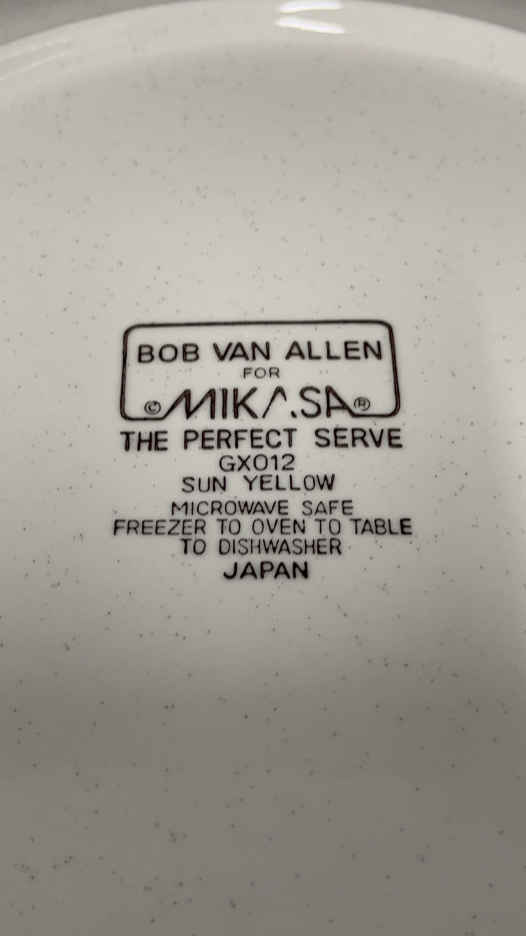 BOB VAN ALLEN
FOR
© MIKASA ®
THE PERFECT SERVE
GX012
SUN YELLOW
MICROWAVE SAFE
FREEZER TO OVEN TO TABLE
TO DISHWASHER
JAPAN